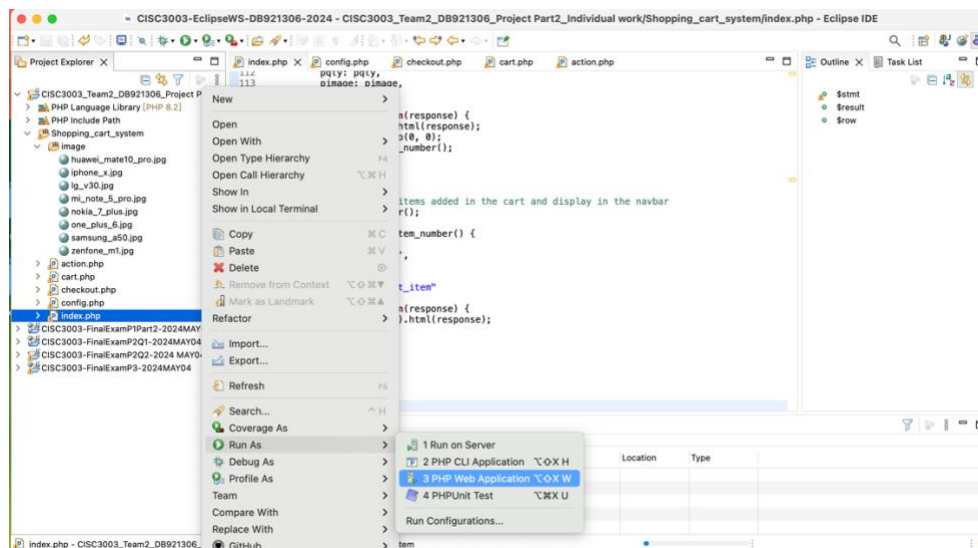 CISC3003-EclipseWS-DB921306-2024 - CISC3003_Team2_DB921306_Project Part2_Individual work/Shopping_cart_system/index.php - Eclipse IDE
Project Explorer
index.php
config.php
checkout.php
cart.php
action.php
Outline
Task List
CISC3003_Team2_DB921306_Project P
PHP Language Library [PHP 8.2]
PHP Include Path
Shopping_cart_system
image
huawei_mate10_pro.jpg
iphone_x.jpg
lg_v30.jpg
mi_note_5_pro.jpg
nokia_7_plus.jpg
one_plus_6.jpg
samsung_a50.jpg
zenfone_m1.jpg
action.php
cart.php
checkout.php
config.php
index.php
CISC3003-FinalExamP1Part2-2024MAY
CISC3003-FinalExamP2Q1-2024MAY04
CISC3003-FinalExamP2Q2-2024 MAY0
CISC3003-FinalExamP3-2024MAY04
New
Open
Open With
Open Type Hierarchy F4
Open Call Hierarchy ⌥⌘H
Show In
Show in Local Terminal
Copy ⌘C
Paste ⌘V
Delete ⌦
Remove from Context ⌥⇧⌘▼
Mark as Landmark ⌥⇧⌘▲
Refactor
Import...
Export...
Refresh F5
Search... ^H
Coverage As
Run As
Debug As
Profile As
Team
Compare With
Replace With
GitHub
1 Run on Server
2 PHP CLI Application ⌥⇧X H
3 PHP Web Application ⌥⇧X W
4 PHPUnit Test ⌥⌘X U
Run Configurations...
112 pqty: pqty,
113 pimage: pimage,
n(response) {
html(response);
o(0, 0);
_number();
items added in the cart and display in the navbar
r();
tem_number() {
',
t_item"
n(response) {
).html(response);
$stmt
$result
$row
Location Type
index.php - CISC3003_Team2_DB921306_
tem